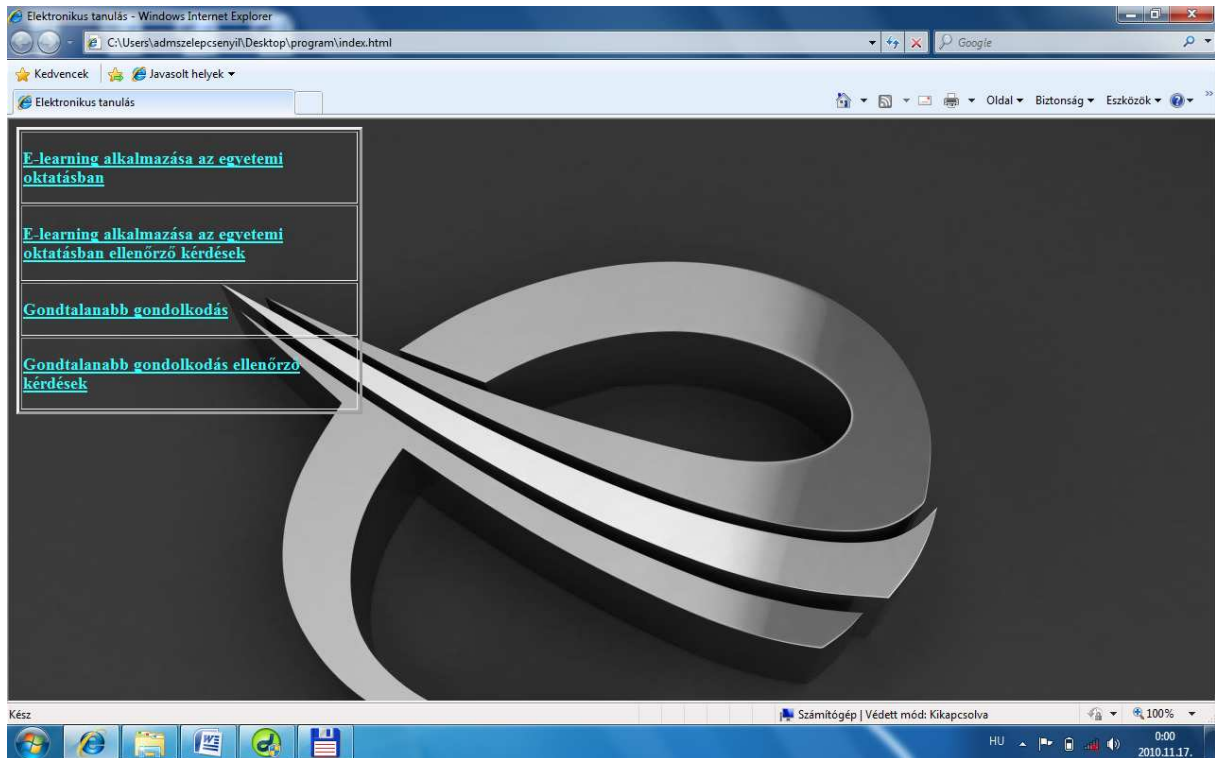 Elektronikus tanulás - Windows Internet Explorer
C:\Users\admszelepcsenyil\Desktop\program\index.html
Google
Kedvencek
Javasolt helyek
Elektronikus tanulás
Oldal
Biztonság
Eszközök
E-learning alkalmazása az egyetemi
oktatásban
E-learning alkalmazása az egyetemi
oktatásban ellenőrző kérdések
Gondtalanabb gondolkodás
Gondtalanabb gondolkodás ellenőrző
kérdések
Kész
Számítógép | Védett mód: Kikapcsolva
100%
HU
0:00
2010.11.17.